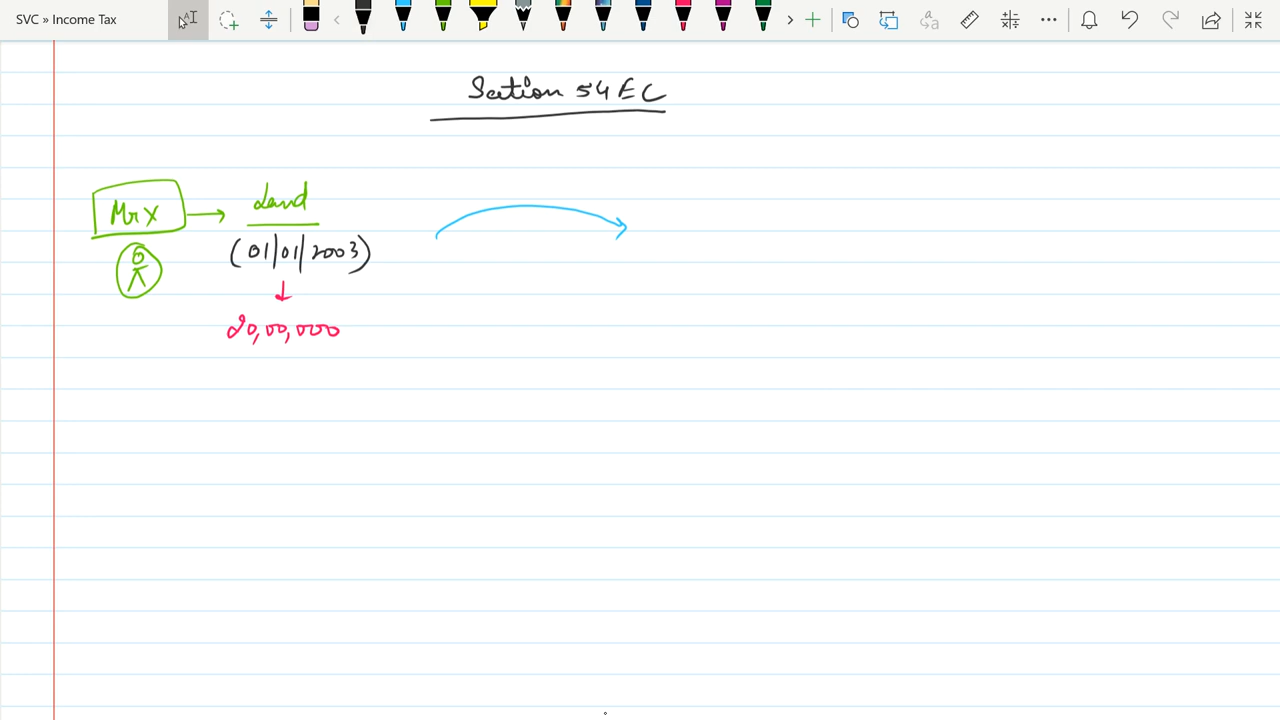 SVC » Income Tax
Section 54EC
Mr X → Land
(01/01/2003)
20,00,000